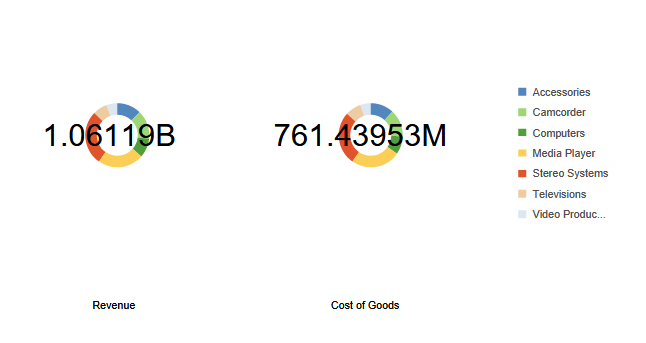 1.06119B
761.43953M
Revenue
Cost of Goods
Accessories
Camcorder
Computers
Media Player
Stereo Systems
Televisions
Video Produc...